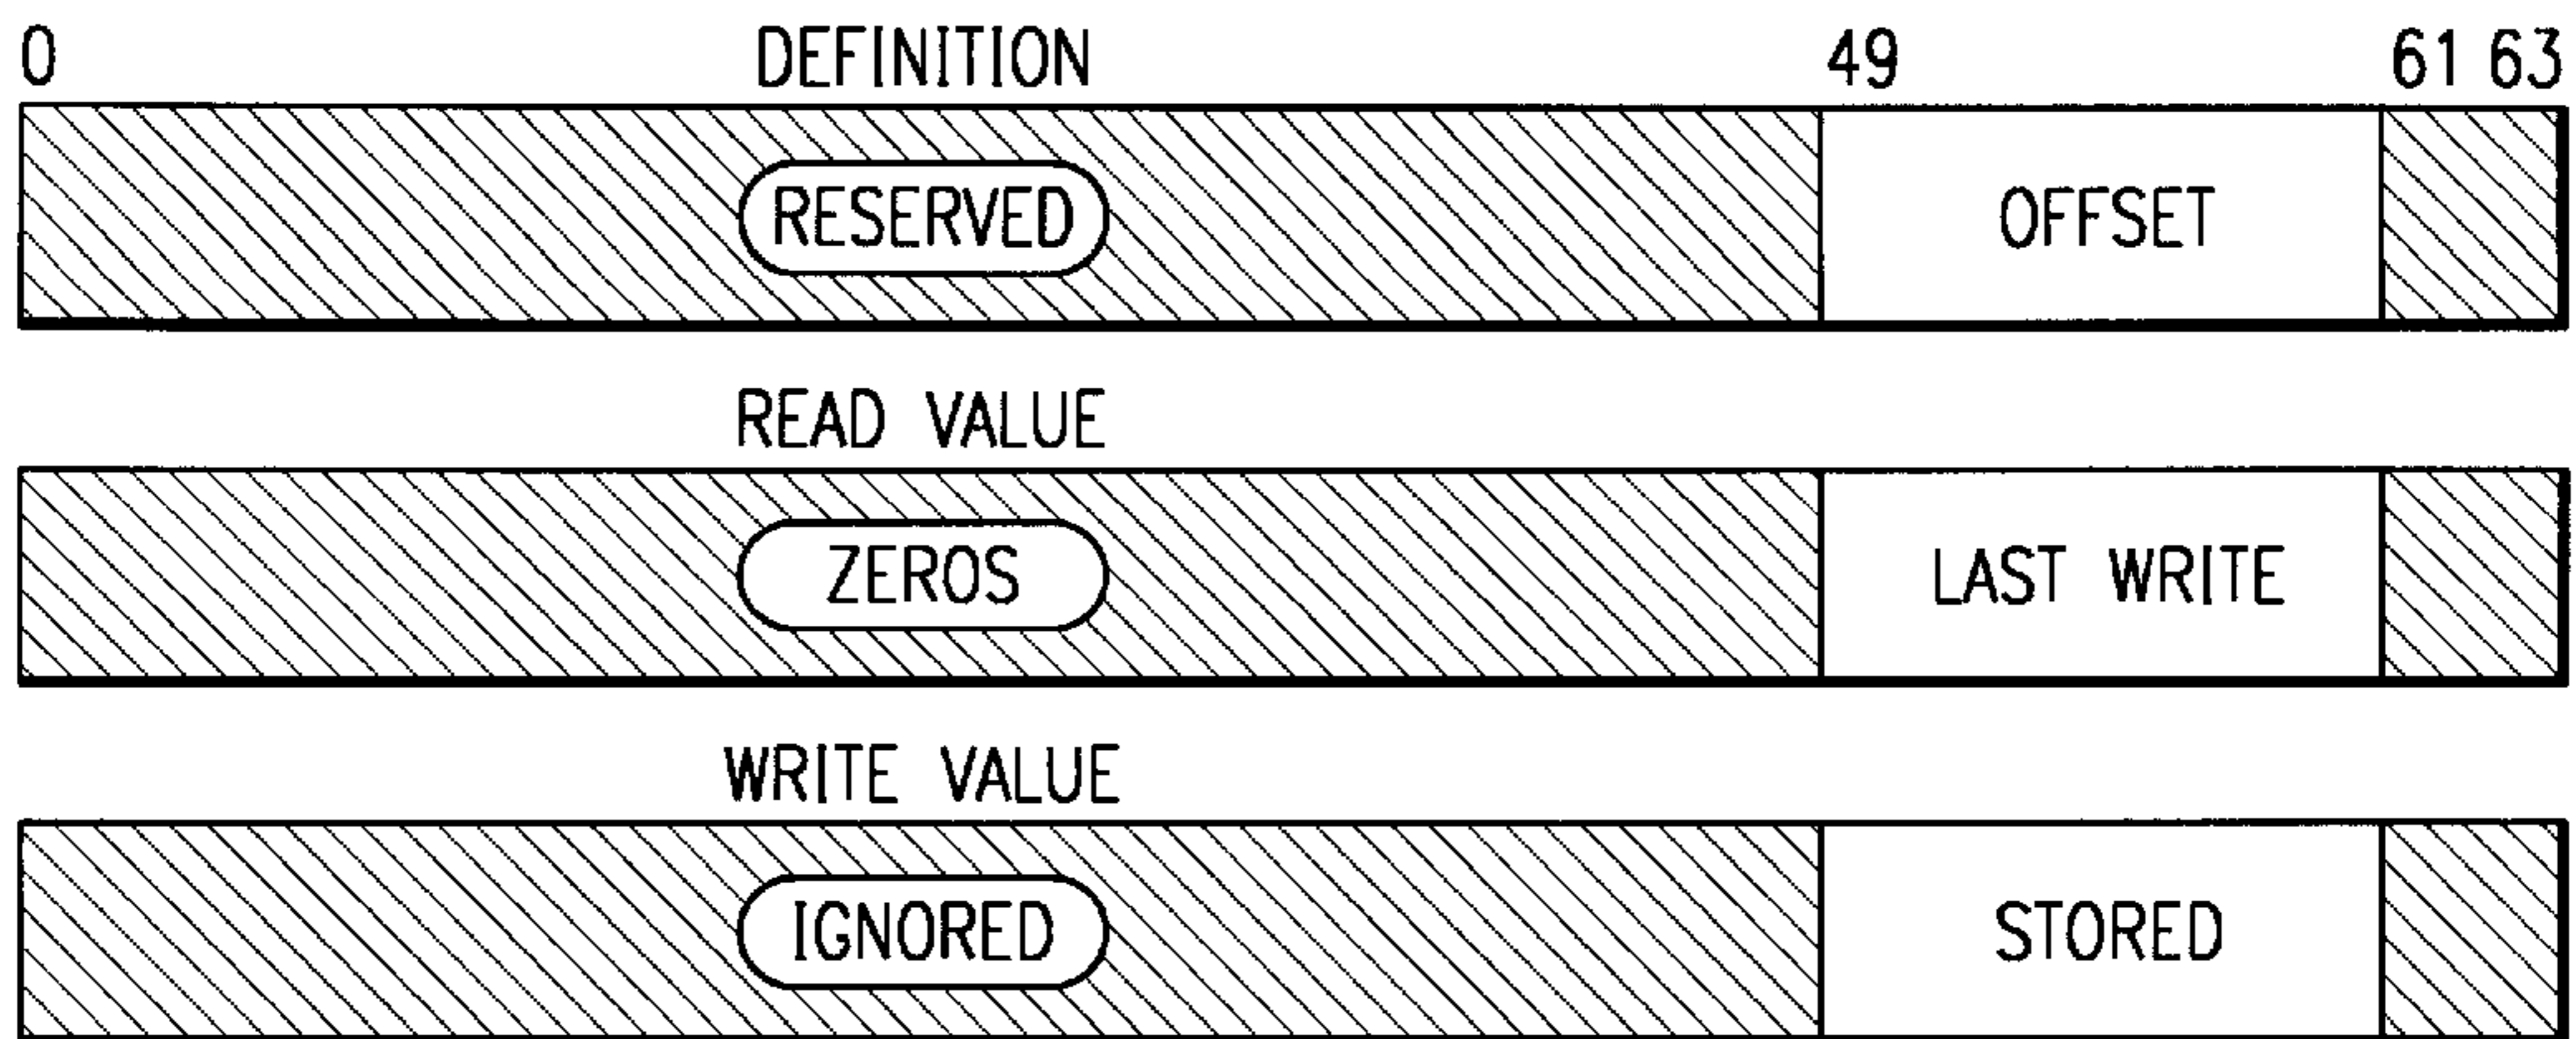 0 DEFINITION 49 61 63
RESERVED OFFSET
READ VALUE
ZEROS LAST WRITE
WRITE VALUE
IGNORED STORED